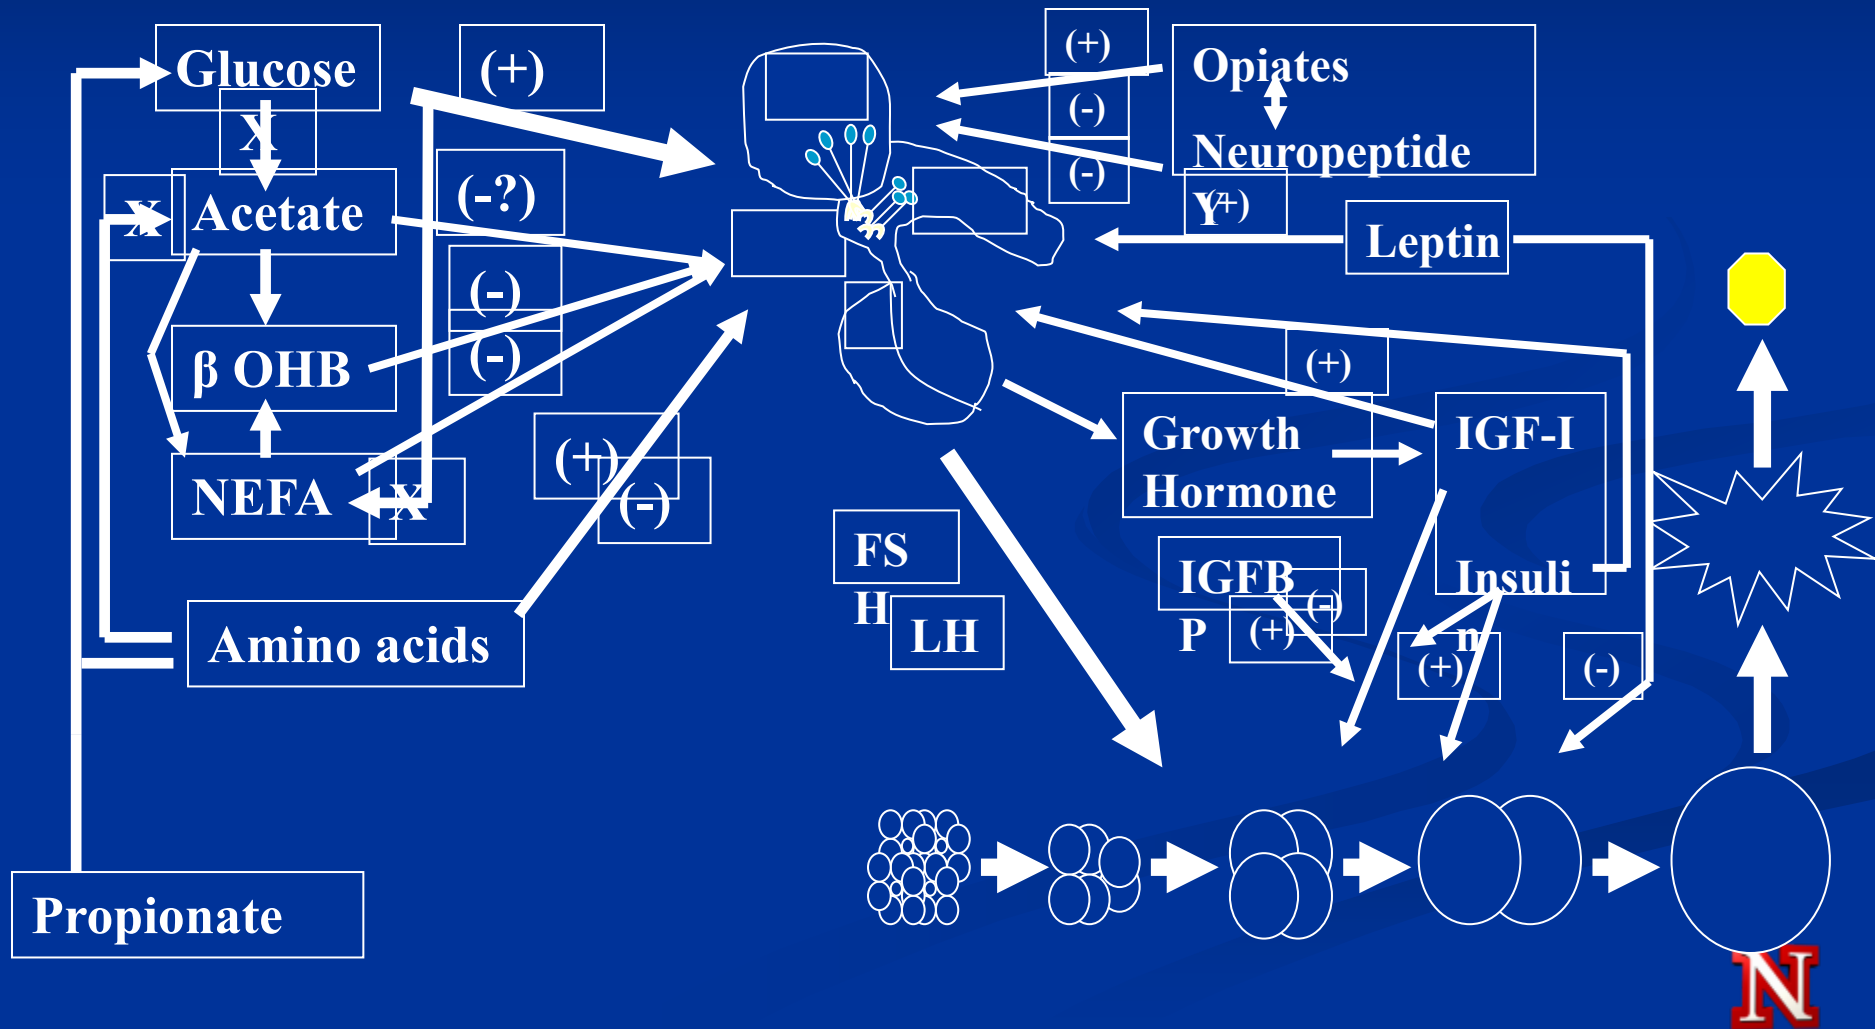 Glucose
(+)
X
Acetate
X
(-?)
(-)
(-)
β OHB
NEFA
X
(+)
(-)
Amino acids
Propionate
(+)
(-)
(-)
Opiates
Neuropeptide
Y
(+)
Leptin
(+)
Growth
Hormone
IGF-I
Insuli
n
FS
H
LH
IGFB
P
(-)
(+)
(+)
(-)
N